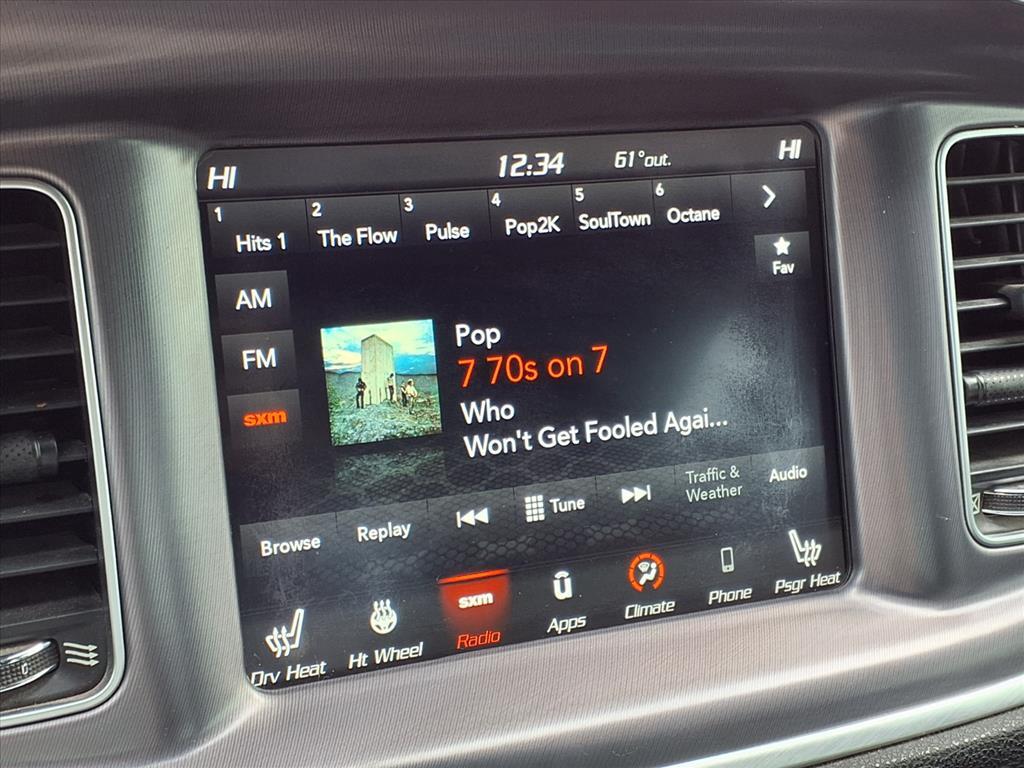 HI 12:34 61°out. HI
1 Hits 1 2 The Flow 3 Pulse 4 Pop2K 5 SoulTown 6 Octane
Fav
AM
FM
sxm
Pop
7 70s on 7
Who
Won't Get Fooled Agai...
Browse Replay Tune Traffic & Weather Audio
Drv Heat Ht Wheel sxm Radio Apps Climate Phone Psgr Heat